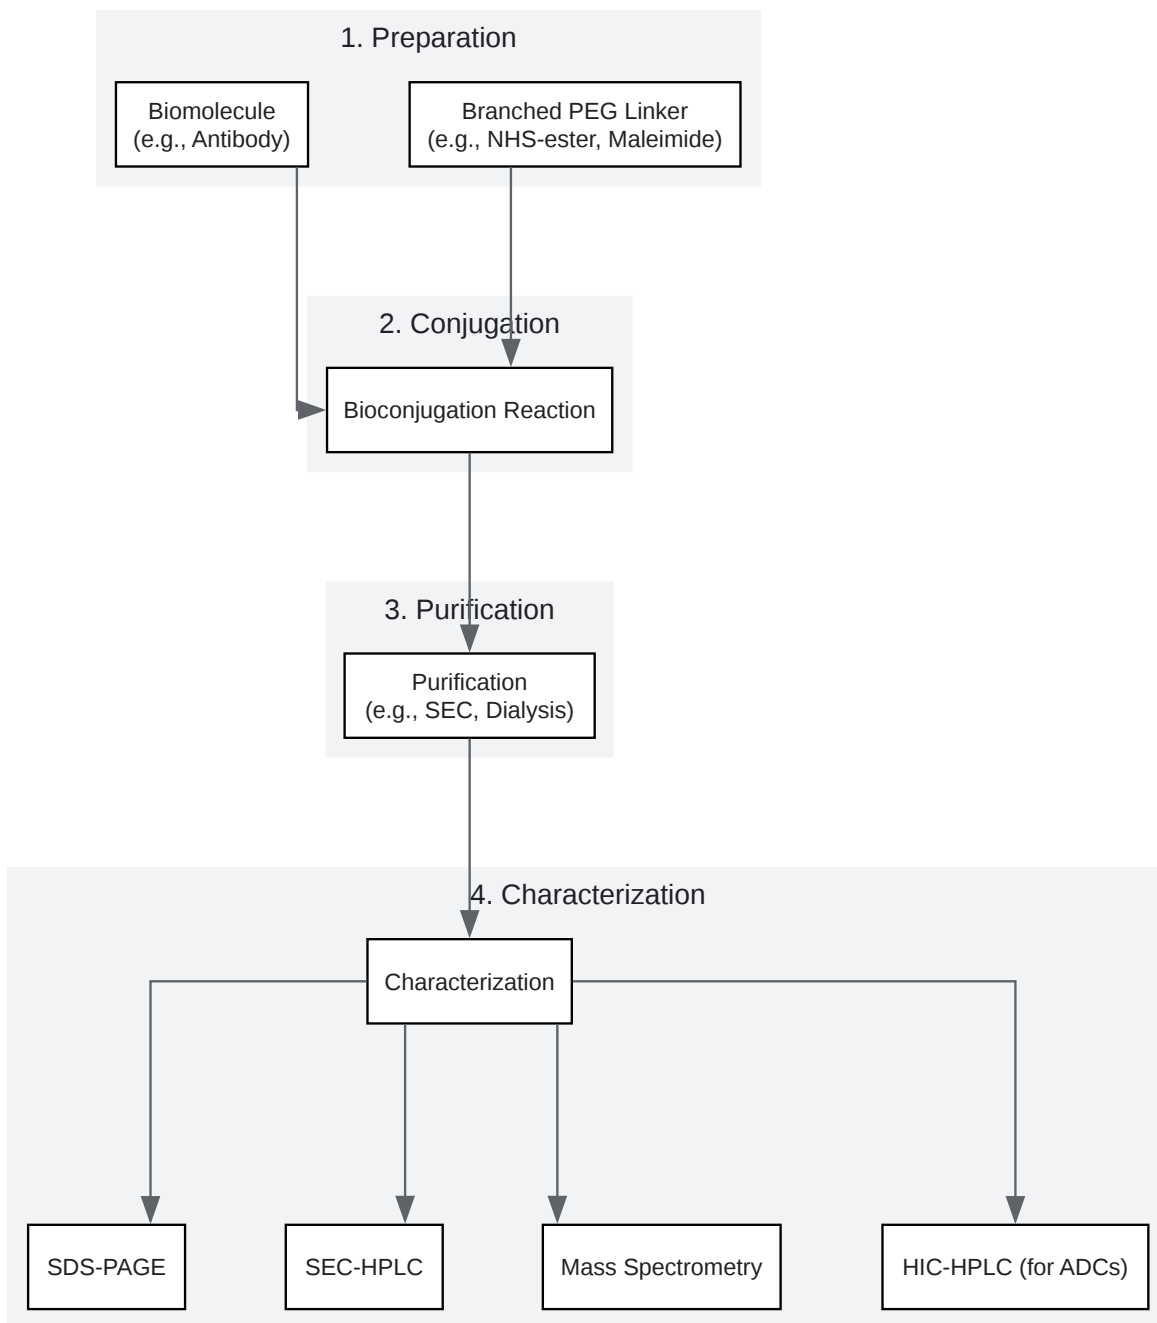 1. Preparation
Biomolecule
(e.g., Antibody)
Branched PEG Linker
(e.g., NHS-ester, Maleimide)
2. Conjugation
Bioconjugation Reaction
3. Purification
Purification
(e.g., SEC, Dialysis)
4. Characterization
Characterization
SDS-PAGE
SEC-HPLC
Mass Spectrometry
HIC-HPLC (for ADCs)